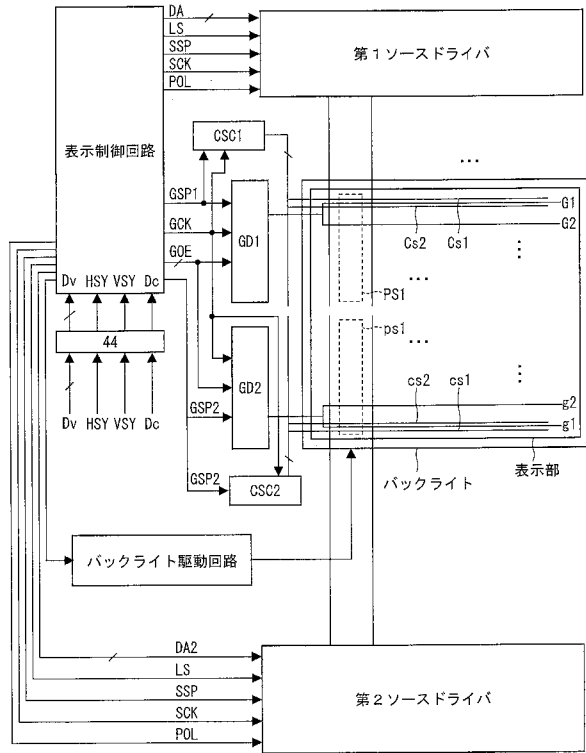 DA
LS
SSP
SCK
POL
第1ソースドライバ
表示制御回路
CSC1
GSP1
GCK
GOE
GD1
G1
G2
Cs2
Cs1
PS1
ps1
Dv HSY VSY Dc
44
Dv HSY VSY Dc
GD2
GSP2
cs2
cs1
g2
g1
表示部
バックライト
GSP2
CSC2
バックライト駆動回路
DA2
LS
SSP
SCK
POL
第2ソースドライバ